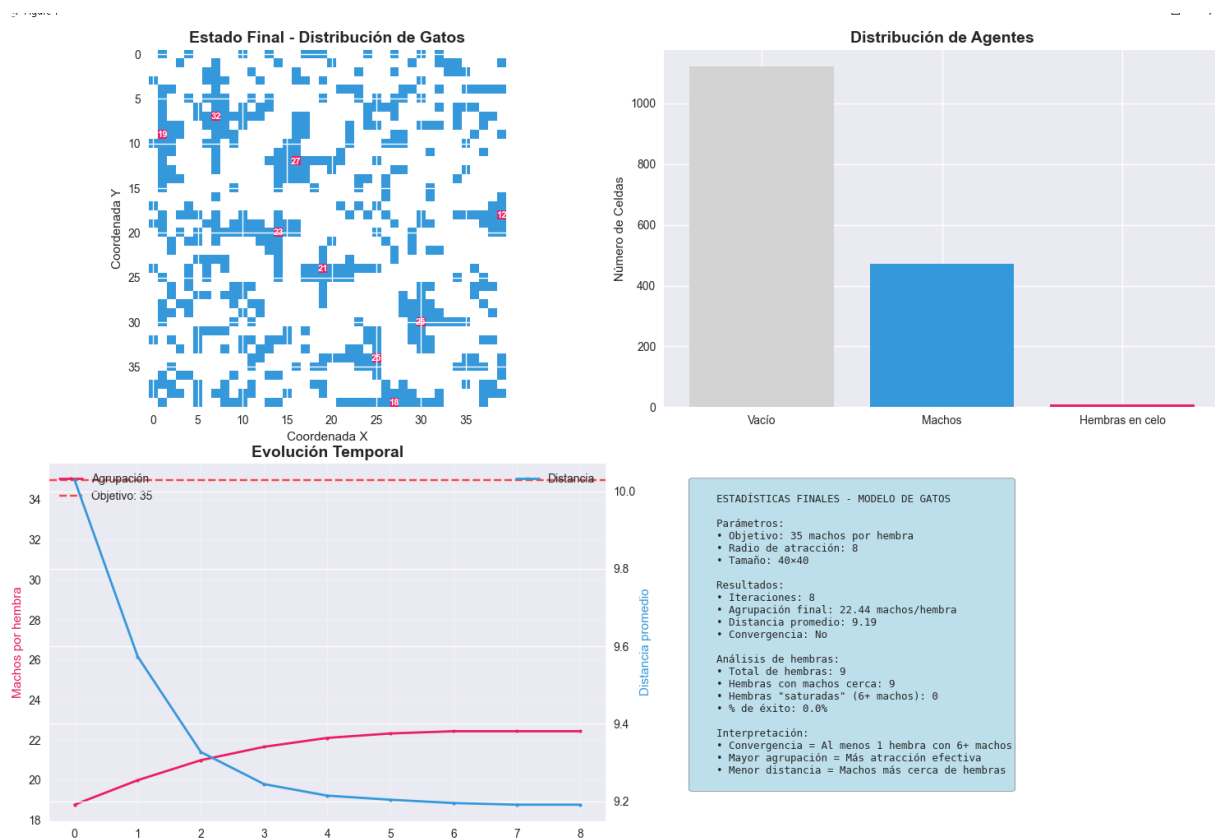 Estado Final - Distribución de Gatos
0
5
10
15
20
25
30
35
Coordenada Y
32
19
27
12
23
21
25
25
18
0 5 10 15 20 25 30 35
Coordenada X
Distribución de Agentes
1000
800
600
400
200
0
Número de Celdas
Vacío Machos Hembras en celo
Evolución Temporal
Agrupación
Objetivo: 35
Distancia
34
32
30
28
26
24
22
20
18
Machos por hembra
10.0
9.8
9.6
9.4
9.2
Distancia promedio
0 1 2 3 4 5 6 7 8
ESTADÍSTICAS FINALES - MODELO DE GATOS
Parámetros:
• Objetivo: 35 machos por hembra
• Radio de atracción: 8
• Tamaño: 40×40
Resultados:
• Iteraciones: 8
• Agrupación final: 22.44 machos/hembra
• Distancia promedio: 9.19
• Convergencia: No
Análisis de hembras:
• Total de hembras: 9
• Hembras con machos cerca: 9
• Hembras "saturadas" (6+ machos): 0
• % de éxito: 0.0%
Interpretación:
• Convergencia = Al menos 1 hembra con 6+ machos
• Mayor agrupación = Más atracción efectiva
• Menor distancia = Machos más cerca de hembras